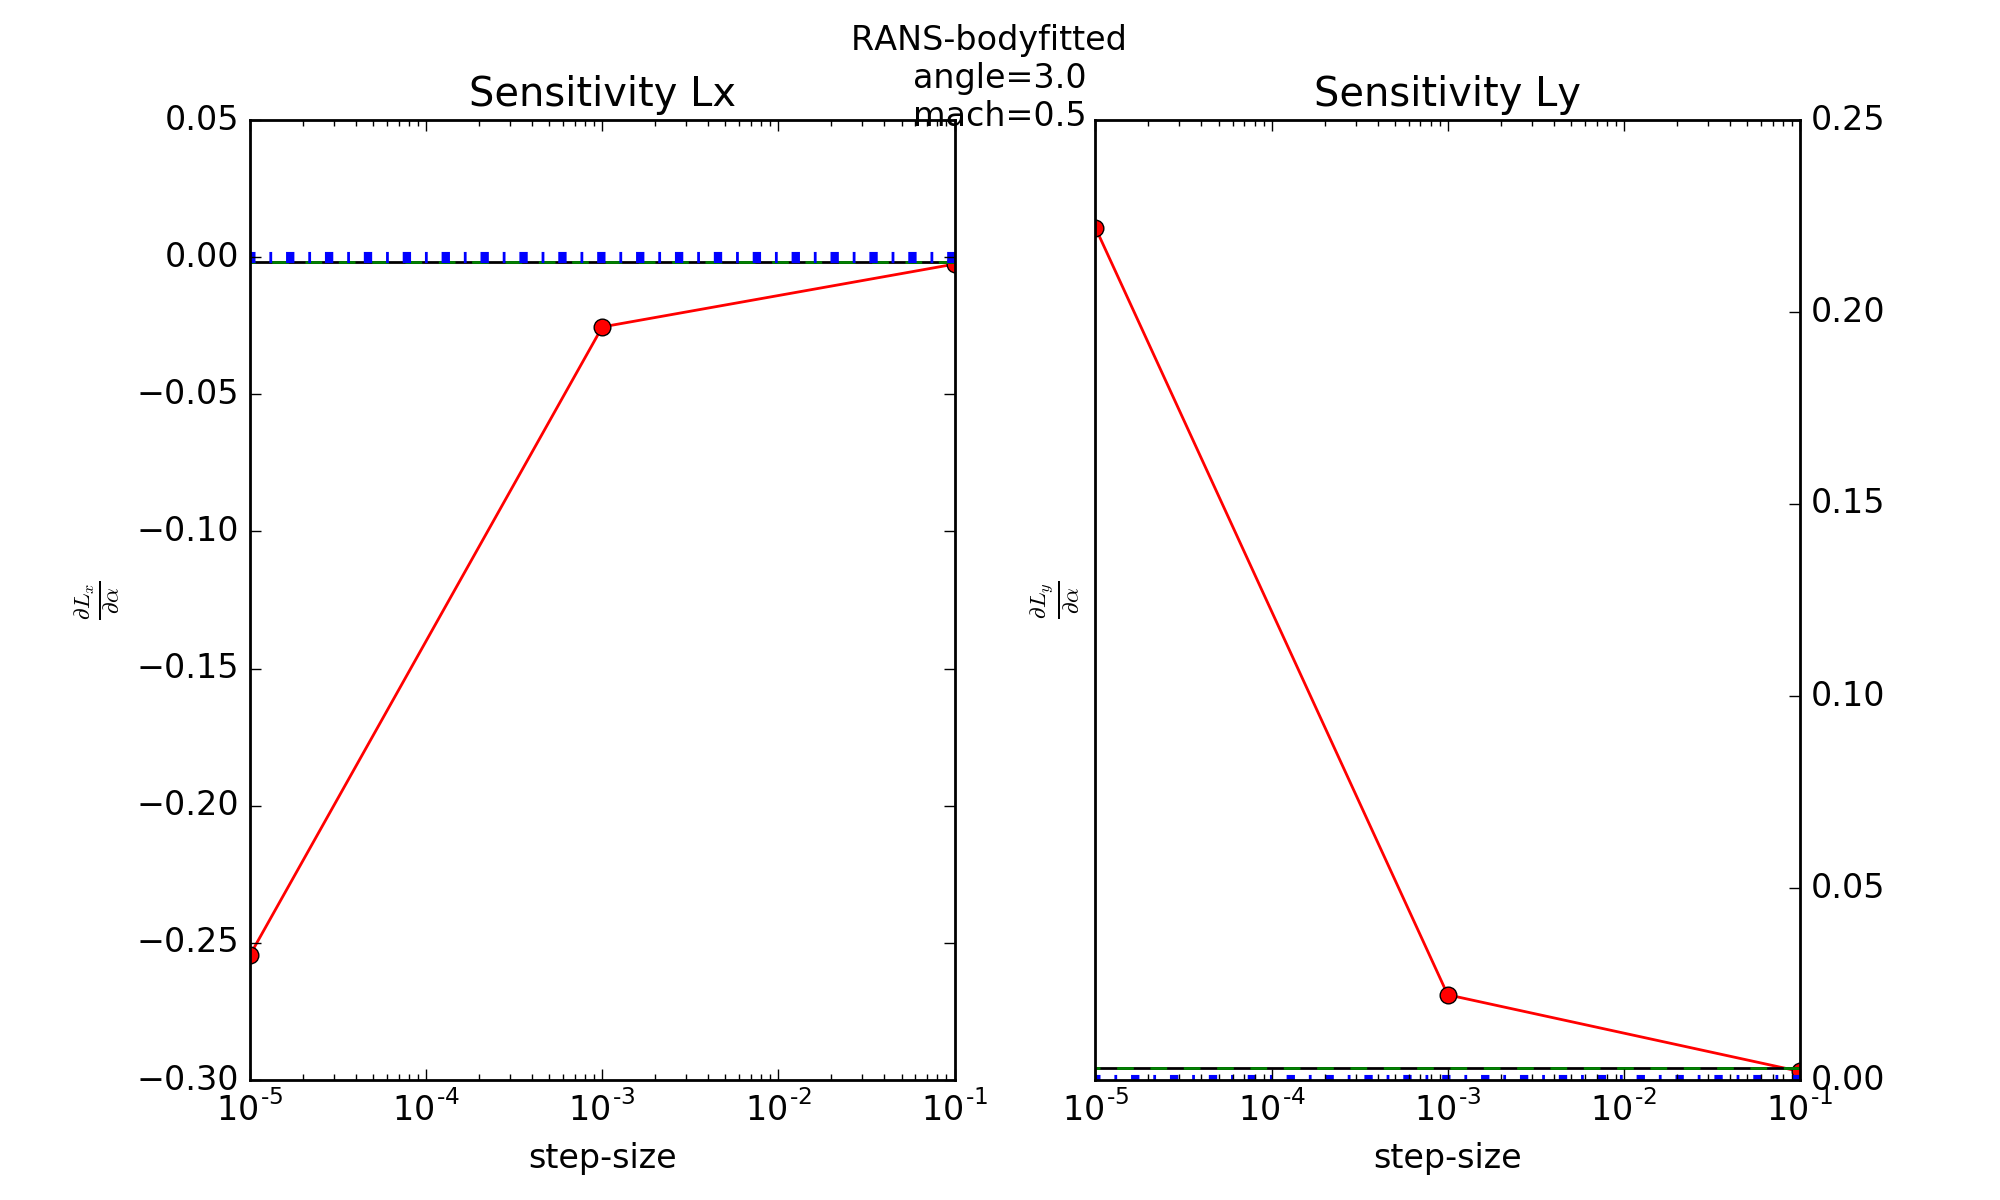 RANS-bodyfitted
angle=3.0
mach=0.5
Sensitivity Lx
0.05
0.00
−0.05
−0.10
−0.15
−0.20
−0.25
−0.30
∂Lₓ/∂α
10⁻⁵ 10⁻⁴ 10⁻³ 10⁻² 10⁻¹
step-size
Sensitivity Ly
0.25
0.20
0.15
0.10
0.05
0.00
∂L_y/∂α
10⁻⁵ 10⁻⁴ 10⁻³ 10⁻² 10⁻¹
step-size